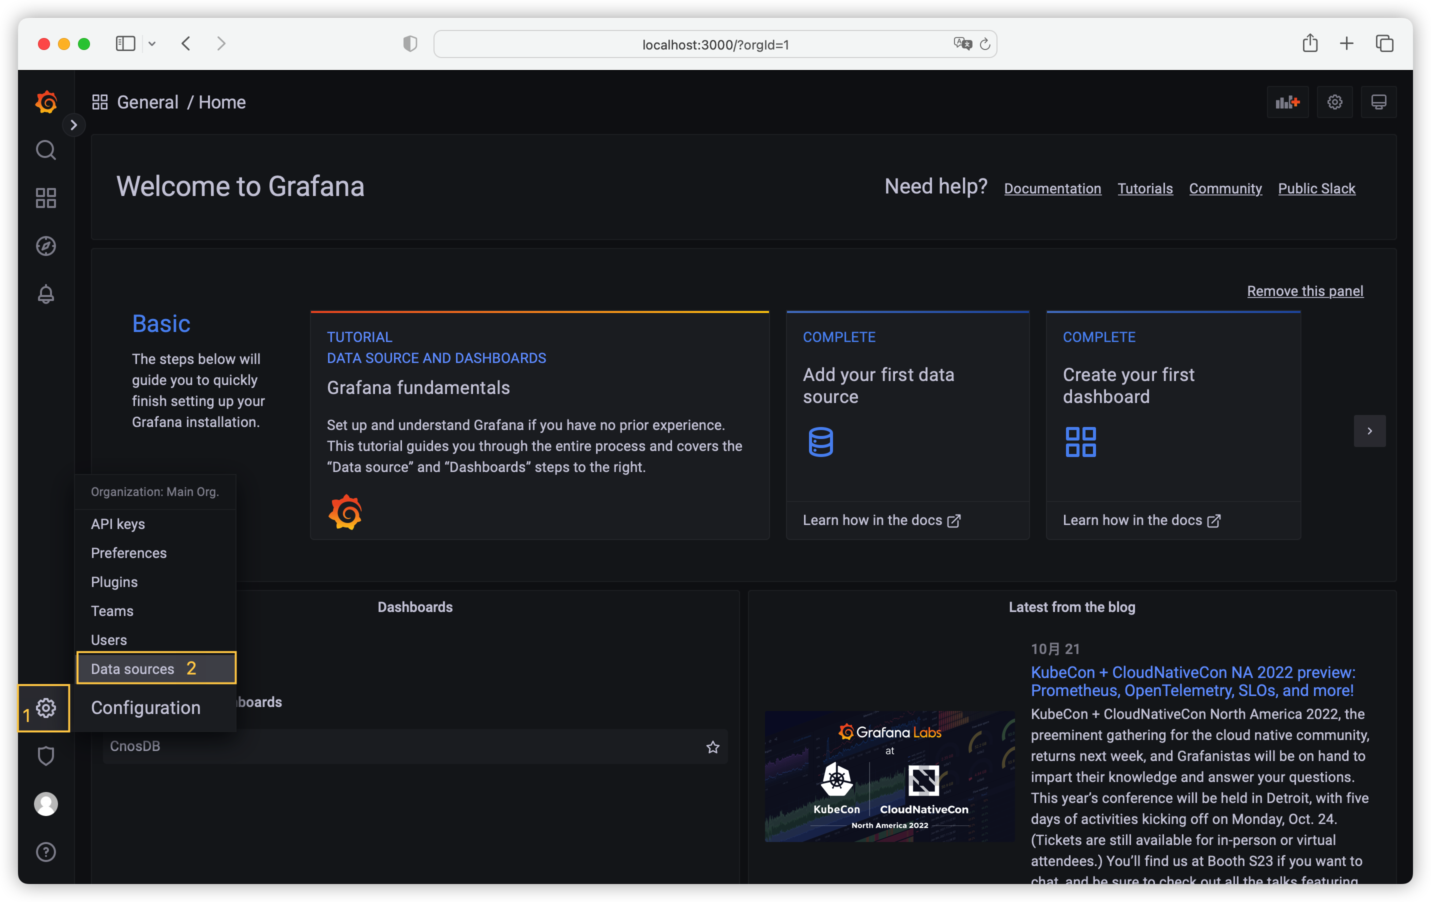 localhost:3000/?orgId=1
General / Home
Welcome to Grafana
Need help? Documentation Tutorials Community Public Slack
Remove this panel
Basic
The steps below will
guide you to quickly
finish setting up your
Grafana installation.
TUTORIAL
DATA SOURCE AND DASHBOARDS
Grafana fundamentals
Set up and understand Grafana if you have no prior experience.
This tutorial guides you through the entire process and covers the
“Data source” and “Dashboards” steps to the right.
COMPLETE
Add your first data
source
Learn how in the docs
COMPLETE
Create your first
dashboard
Learn how in the docs
Organization: Main Org.
API keys
Preferences
Plugins
Teams
Users
Data sources 2
1
Configuration
Dashboards
boards
CnosDB
Latest from the blog
Grafana Labs
at
KubeCon
CloudNativeCon
North America 2022
10月 21
KubeCon + CloudNativeCon NA 2022 preview:
Prometheus, OpenTelemetry, SLOs, and more!
KubeCon + CloudNativeCon North America 2022, the
preeminent gathering for the cloud native community,
returns next week, and Grafanistas will be on hand to
impart their knowledge and answer your questions.
This year’s conference will be held in Detroit, with five
days of activities kicking off on Monday, Oct. 24.
(Tickets are still available for in-person or virtual
attendees.) You’ll find us at Booth S23 if you want to
chat, and be sure to check out all the talks featuring